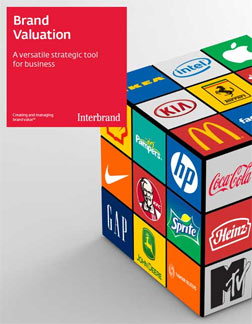 Brand
Valuation
A versatile strategic tool
for business
Creating and managing
brand value™
Interbrand
IKEA
intel
KIA
Ferrari
Pampers
M
hp
Coca-Cola
KFC
Sprite
Heinz
GAP
JOHN DEERE
MTV